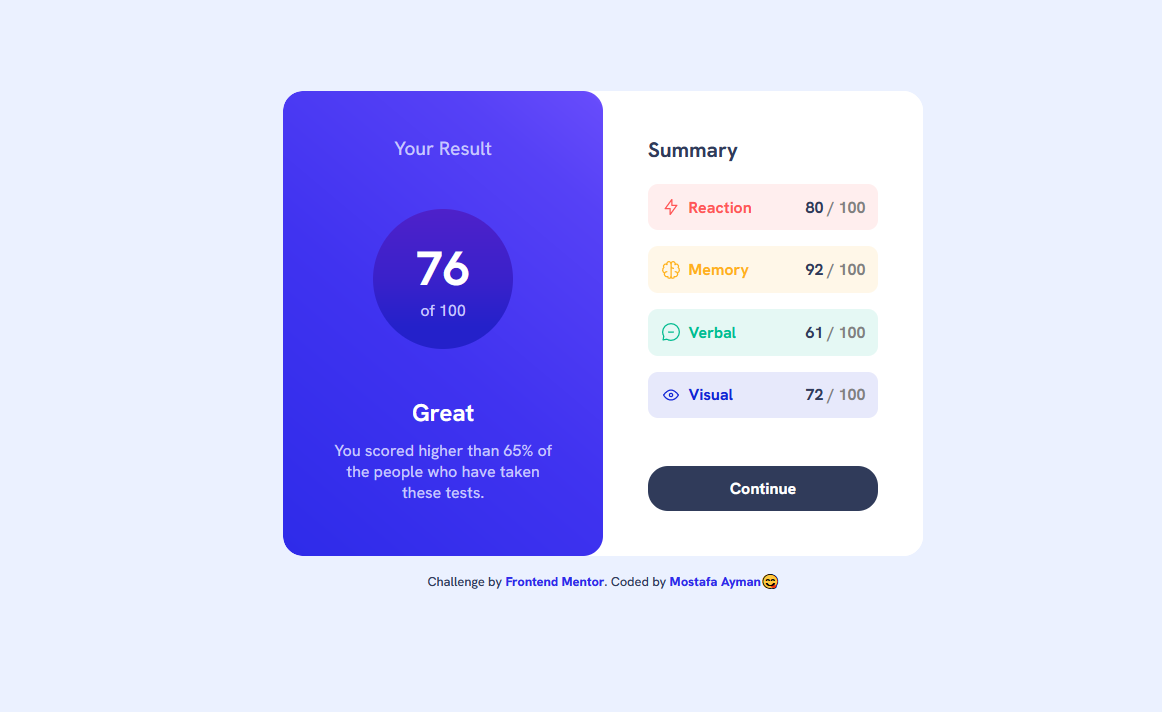 Your Result
76
of 100
Great
You scored higher than 65% of
the people who have taken
these tests.
Summary
Reaction 80 / 100
Memory 92 / 100
Verbal 61 / 100
Visual 72 / 100
Continue
Challenge by Frontend Mentor. Coded by Mostafa Ayman😋